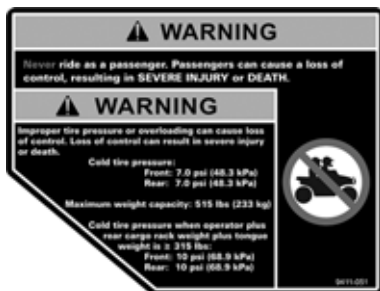 WARNING
Never ride as a passenger. Passengers can cause a loss of
control, resulting in SEVERE INJURY or DEATH.
WARNING
Improper tire pressure or overloading can cause loss
of control. Loss of control can result in severe injury
or death.
Cold tire pressure:
Front: 7.0 psi (48.3 kPa)
Rear: 7.0 psi (48.3 kPa)
Maximum weight capacity: 515 lbs (233 kg)
Cold tire pressure when operator plus
rear cargo rack weight plus tongue
weight is ≥ 315 lbs:
Front: 10 psi (68.9 kPa)
Rear: 10 psi (68.9 kPa)
9411-051